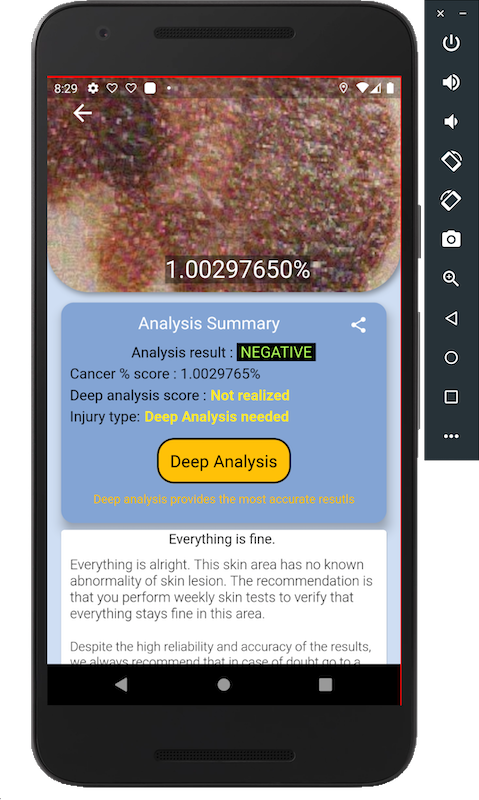 8:29
1.00297650%
Analysis Summary
Analysis result : NEGATIVE
Cancer % score : 1.0029765%
Deep analysis score : Not realized
Injury type: Deep Analysis needed
Deep Analysis
Deep analysis provides the most accurate resutls
Everything is fine.
Everything is alright. This skin area has no known
abnormality of skin lesion. The recommendation is
that you perform weekly skin tests to verify that
everything stays fine in this area.
Despite the high reliability and accuracy of the results,
we always recommend that in case of doubt go to a